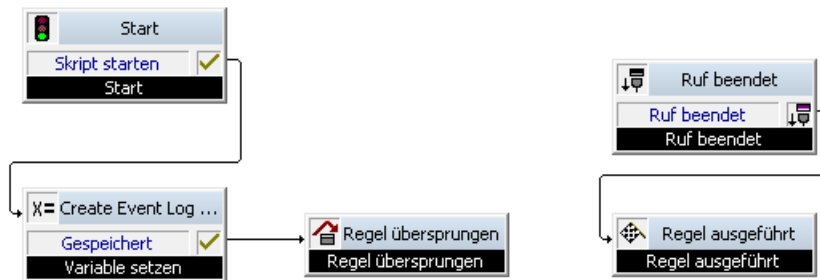 Start
Skript starten
Start
Ruf beendet
Ruf beendet
Ruf beendet
X= Create Event Log ...
Gespeichert
Variable setzen
Regel übersprungen
Regel übersprungen
Regel ausgeführt
Regel ausgeführt